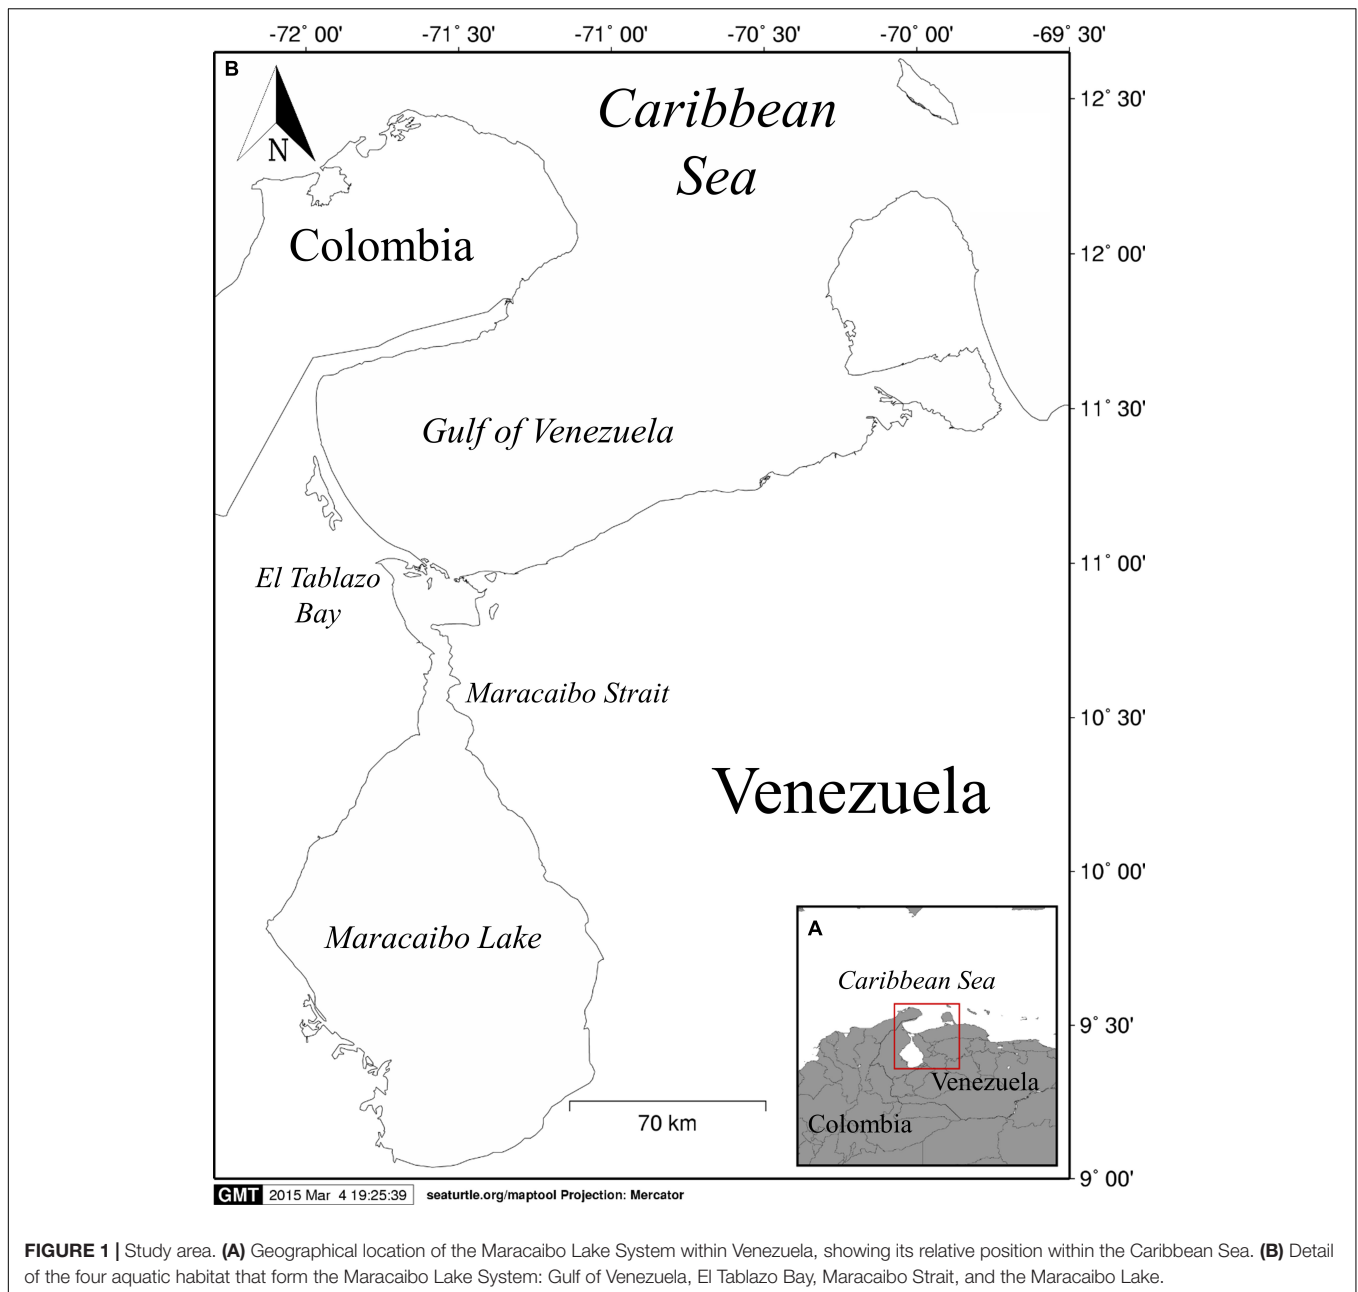 -72° 00' -71° 30' -71° 00' -70° 30' -70° 00' -69° 30'
B
N
Caribbean
Sea
12° 30'
Colombia
12° 00'
11° 30'
Gulf of Venezuela
11° 00'
El Tablazo
Bay
Maracaibo Strait
10° 30'
Venezuela
10° 00'
Maracaibo Lake
A
Caribbean Sea
9° 30'
Venezuela
Colombia
70 km
9° 00'
GMT 2015 Mar 4 19:25:39 seaturtle.org/maptool Projection: Mercator
FIGURE 1 | Study area. (A) Geographical location of the Maracaibo Lake System within Venezuela, showing its relative position within the Caribbean Sea. (B) Detail
of the four aquatic habitat that form the Maracaibo Lake System: Gulf of Venezuela, El Tablazo Bay, Maracaibo Strait, and the Maracaibo Lake.